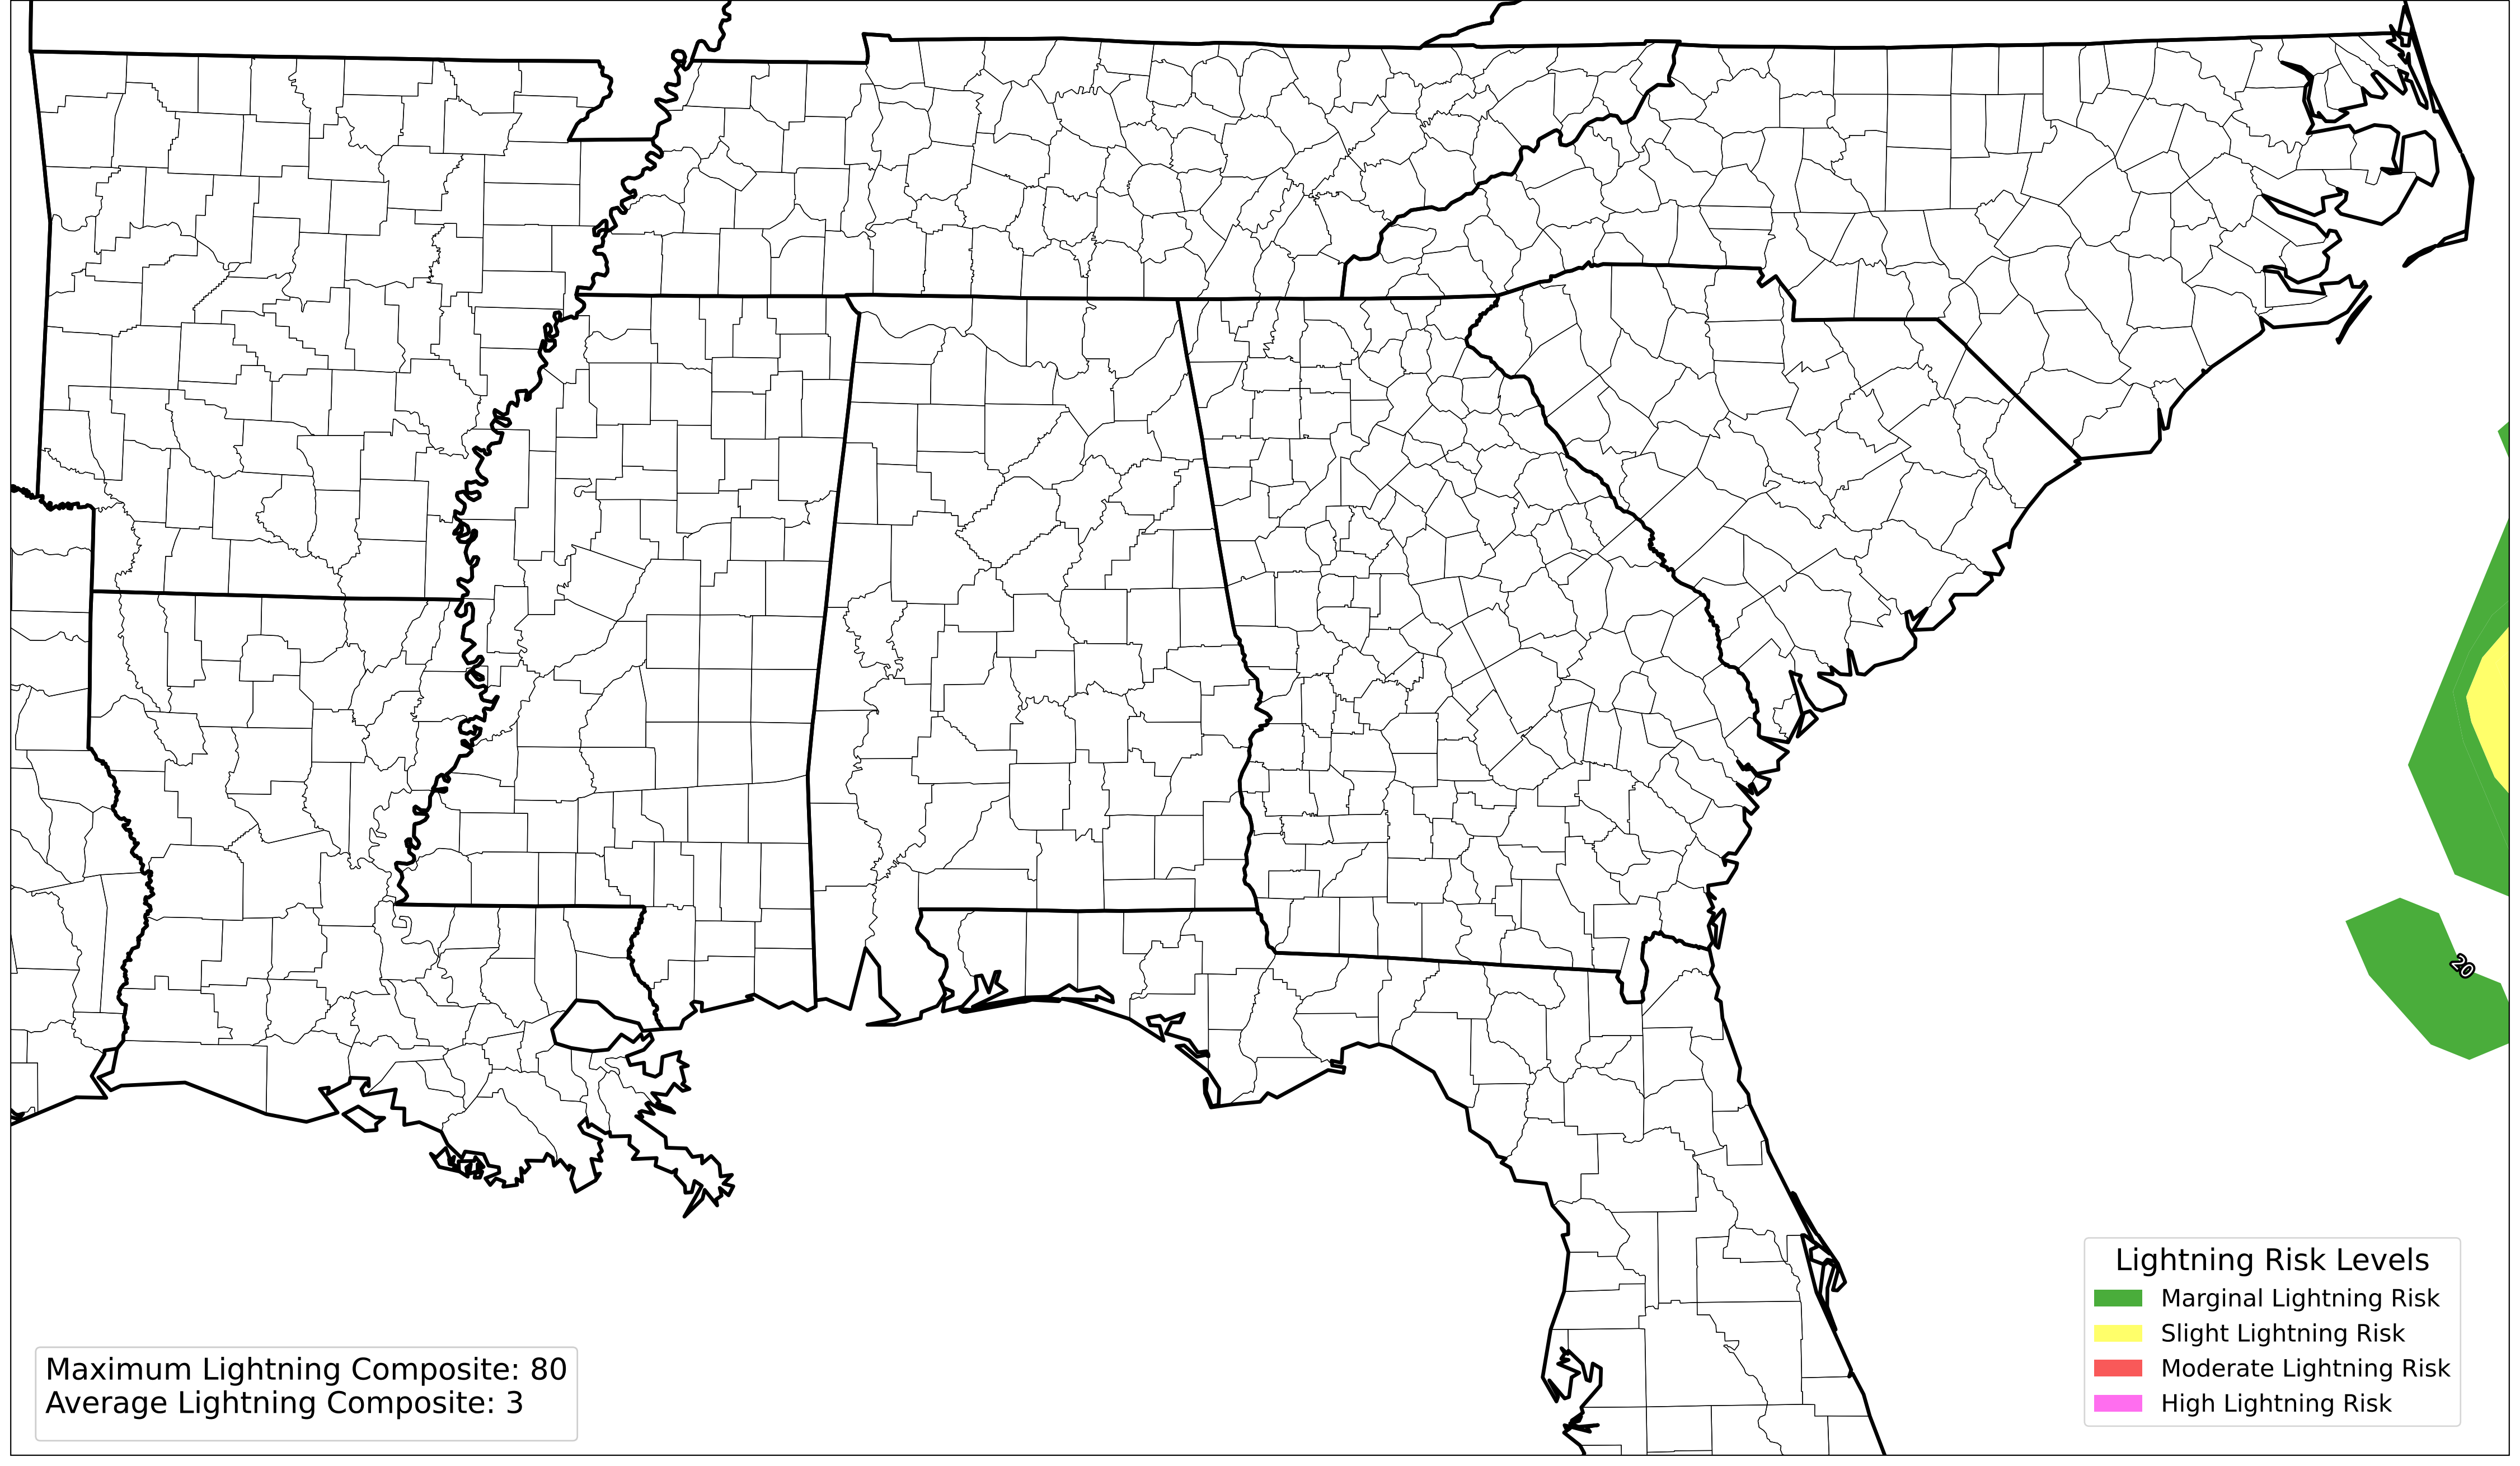 20
Lightning Risk Levels
Marginal Lightning Risk
Slight Lightning Risk
Moderate Lightning Risk
High Lightning Risk
Maximum Lightning Composite: 80
Average Lightning Composite: 3